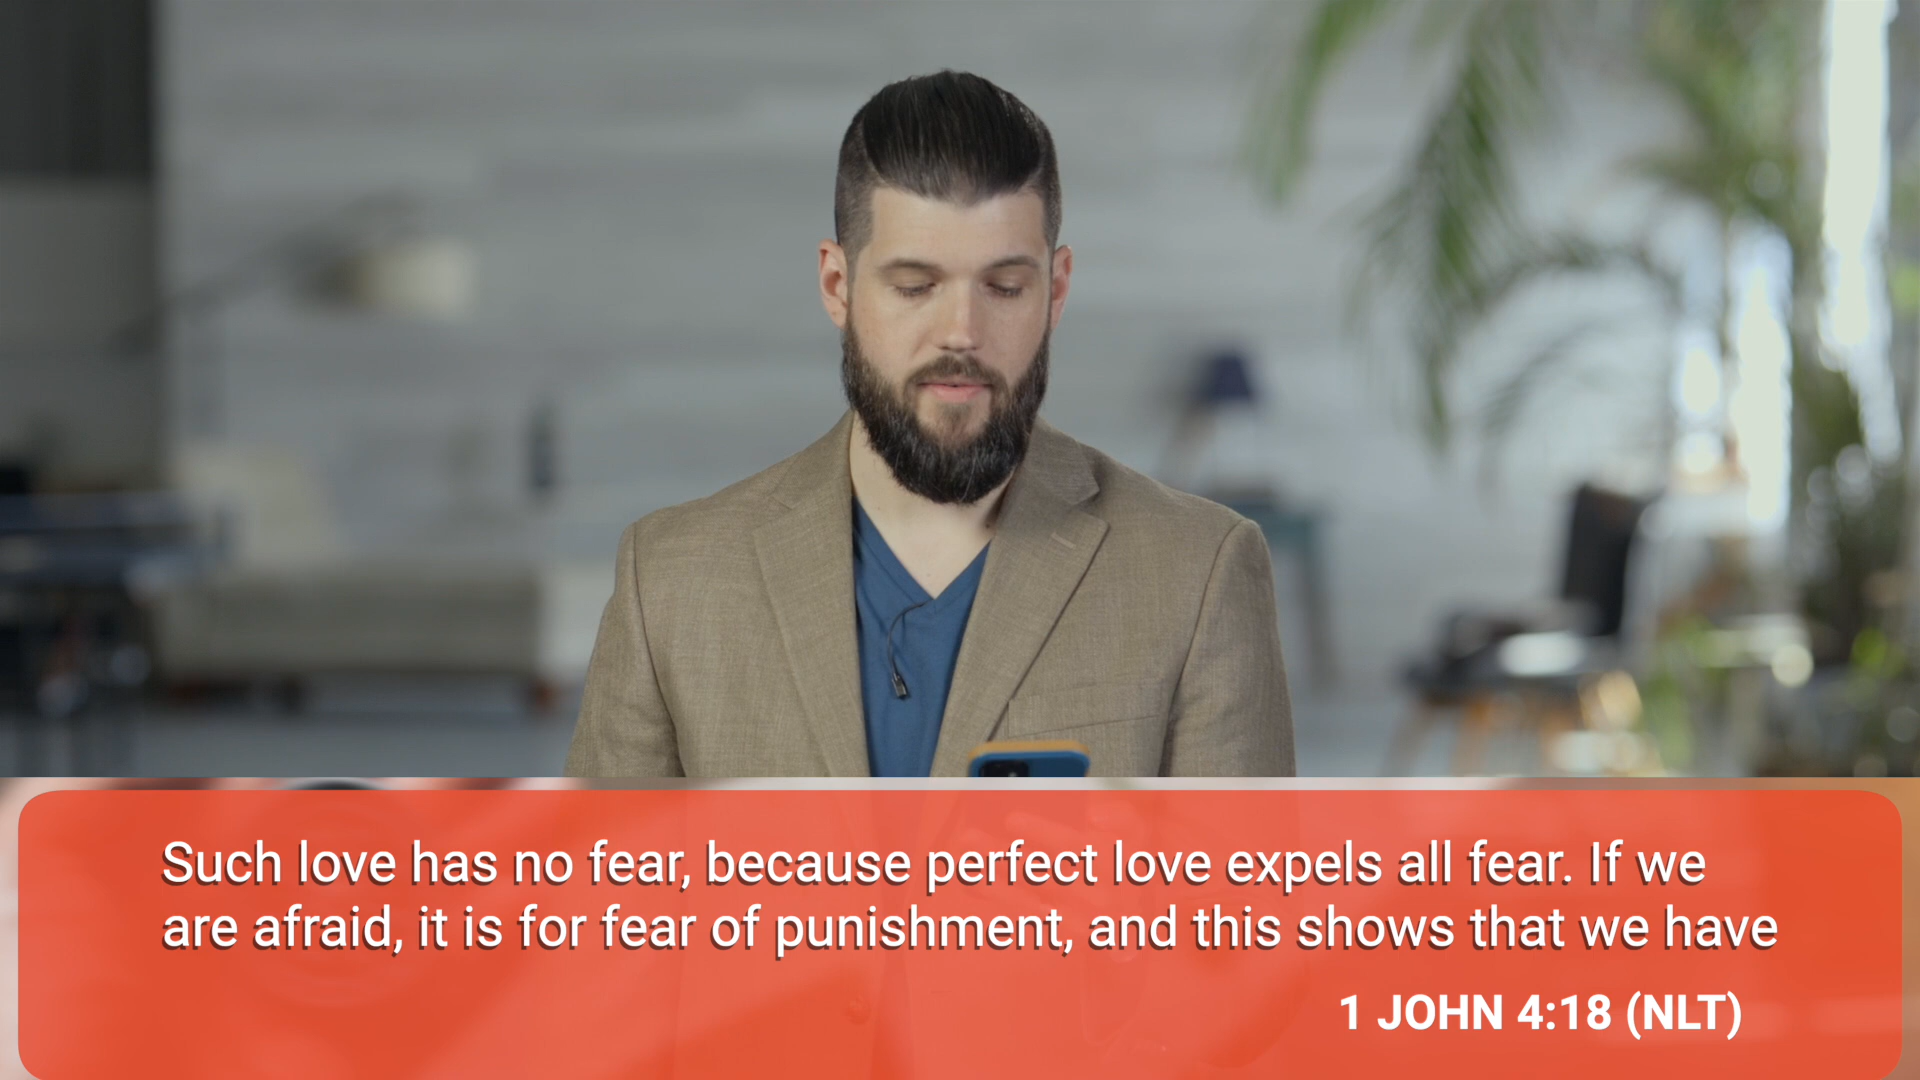 Such love has no fear, because perfect love expels all fear. If we
are afraid, it is for fear of punishment, and this shows that we have
1 JOHN 4:18 (NLT)